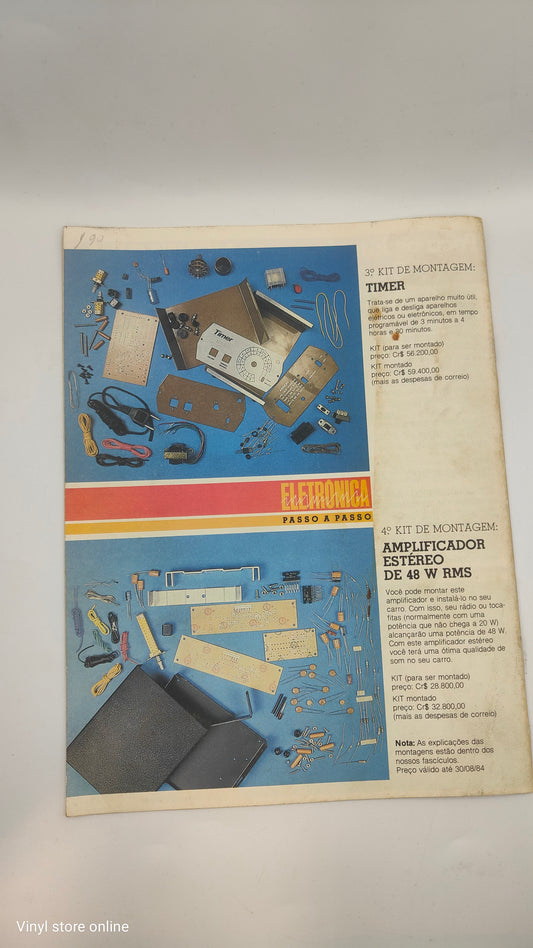 190
3º KIT DE MONTAGEM:
TIMER
Trata-se de um aparelho muito útil,
que liga e desliga aparelhos
elétricos ou eletrônicos, em tempo
programável de 3 minutos a 4
horas e 30 minutos.
KIT (para ser montado)
preço: Cr$ 56.200,00
KIT montado
preço: Cr$ 59.400,00
(mais as despesas de correio)
Timer
ELETRÔNICA
PASSO A PASSO
4º KIT DE MONTAGEM:
AMPLIFICADOR
ESTÉREO
DE 48 W RMS
Você pode montar este
amplificador e instalá-lo no seu
carro. Com isso, seu rádio ou toca-
fitas (normalmente com uma
potência que não chega a 20 W)
alcançarão uma potência de 48 W.
Com este amplificador estéreo
você terá uma ótima qualidade de
som no seu carro.
KIT (para ser montado)
preço: Cr$ 28.800,00
KIT montado
preço: Cr$ 32.800,00
(mais as despesas de correio)
Nota: As explicações das
montagens estão dentro dos
nossos fascículos.
Preço válido até 30/08/84
Vinyl store online